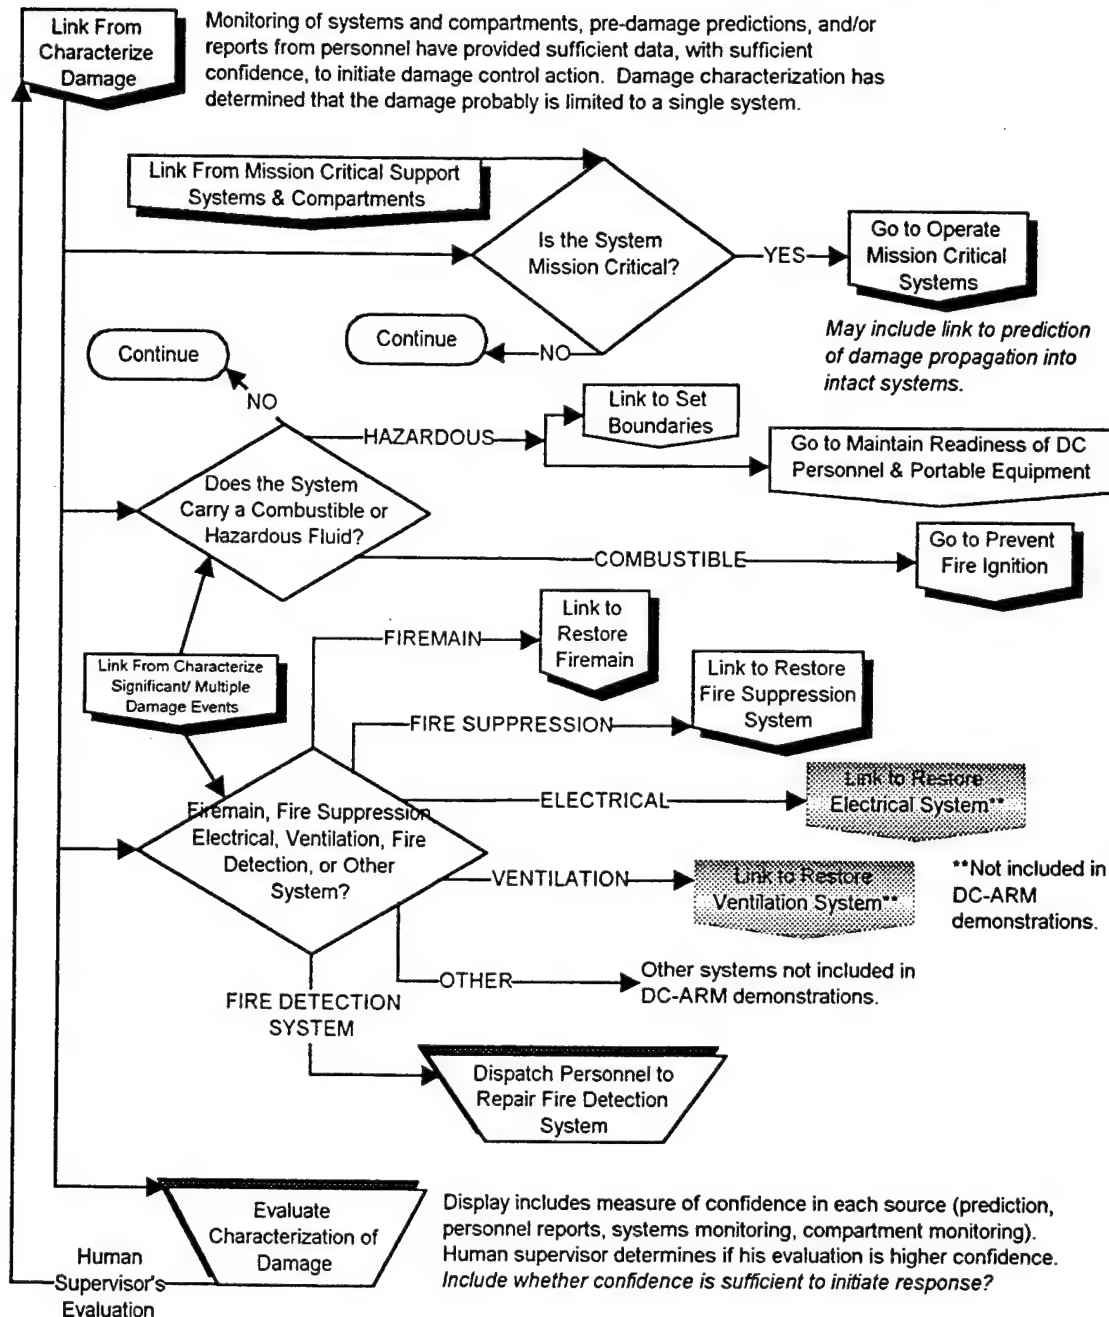 Link From
Characterize
Damage
Monitoring of systems and compartments, pre-damage predictions, and/or
reports from personnel have provided sufficient data, with sufficient
confidence, to initiate damage control action. Damage characterization has
determined that the damage probably is limited to a single system.
Link From Mission Critical Support
Systems & Compartments
Is the System
Mission Critical?
YES
Go to Operate
Mission Critical
Systems
May include link to prediction
of damage propagation into
intact systems.
Continue
NO
Continue
NO
HAZARDOUS
Link to Set
Boundaries
Go to Maintain Readiness of DC
Personnel & Portable Equipment
Does the System
Carry a Combustible or
Hazardous Fluid?
COMBUSTIBLE
Go to Prevent
Fire Ignition
Link From Characterize
Significant/ Multiple
Damage Events
FIREMAIN
Link to
Restore
Firemain
FIRE SUPPRESSION
Link to Restore
Fire Suppression
System
ELECTRICAL
Link to Restore
Electrical System**
Firemain, Fire Suppression
Electrical, Ventilation, Fire
Detection, or Other
System?
VENTILATION
Link to Restore
Ventilation System**
**Not included in
DC-ARM
demonstrations.
OTHER
Other systems not included in
DC-ARM demonstrations.
FIRE DETECTION
SYSTEM
Dispatch Personnel to
Repair Fire Detection
System
Evaluate
Characterization of
Damage
Display includes measure of confidence in each source (prediction,
personnel reports, systems monitoring, compartment monitoring).
Human supervisor determines if his evaluation is higher confidence.
Include whether confidence is sufficient to initiate response?
Human
Supervisor's
Evaluation